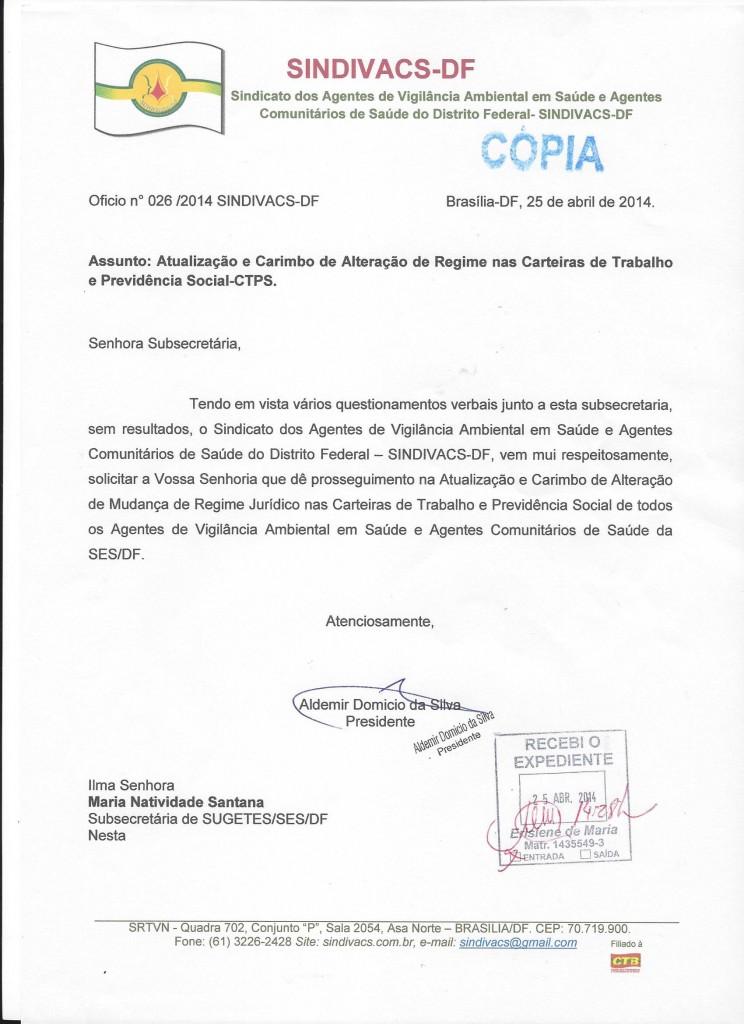 SINDIVACS-DF
Sindicato dos Agentes de Vigilância Ambiental em Saúde e Agentes
Comunitários de Saúde do Distrito Federal- SINDIVACS-DF
CÓPIA
Oficio n° 026 /2014 SINDIVACS-DF
Brasília-DF, 25 de abril de 2014.
Assunto: Atualização e Carimbo de Alteração de Regime nas Carteiras de Trabalho
e Previdência Social-CTPS.
Senhora Subsecretária,
Tendo em vista vários questionamentos verbais junto a esta subsecretaria,
sem resultados, o Sindicato dos Agentes de Vigilância Ambiental em Saúde e Agentes
Comunitários de Saúde do Distrito Federal – SINDIVACS-DF, vem mui respeitosamente,
solicitar a Vossa Senhoria que dê prosseguimento na Atualização e Carimbo de Alteração
de Mudança de Regime Jurídico nas Carteiras de Trabalho e Previdência Social de todos
os Agentes de Vigilância Ambiental em Saúde e Agentes Comunitários de Saúde da
SES/DF.
Atenciosamente,
Aldemir Domicio da Silva
Presidente
Aldemir Domicio da Silva
Presidente
RECEBI O
EXPEDIENTE
25 ABR. 2014
14:28h
de Maria
Matr. 1435549-3
ENTRADA SAÍDA
Ilma Senhora
Maria Natividade Santana
Subsecretária de SUGETES/SES/DF
Nesta
SRTVN - Quadra 702, Conjunto “P”, Sala 2054, Asa Norte – BRASILIA/DF. CEP: 70.719.900.
Fone: (61) 3226-2428 Site: sindivacs.com.br, e-mail: sindivacs@gmail.com
Filiado à
CTB